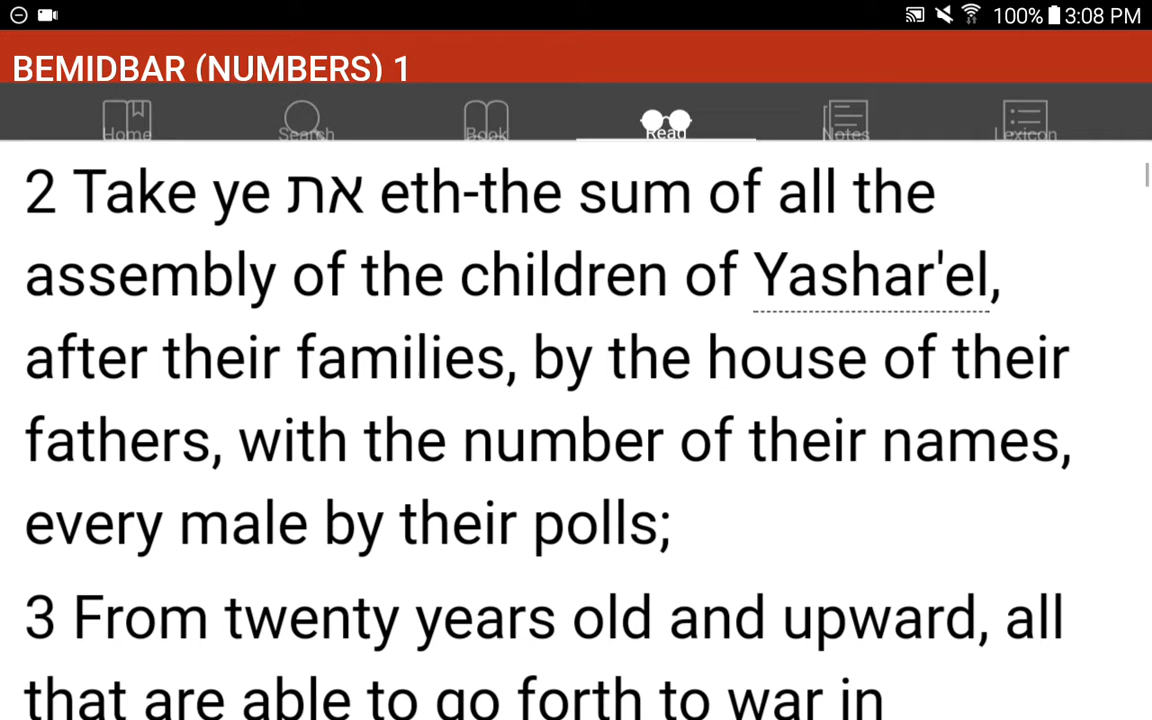 100% 3:08 PM
BEMIDBAR (NUMBERS) 1
Home Search Book Read Notes Lexicon
2 Take ye את eth-the sum of all the
assembly of the children of Yashar'el,
after their families, by the house of their
fathers, with the number of their names,
every male by their polls;
3 From twenty years old and upward, all
that are able to go forth to war in